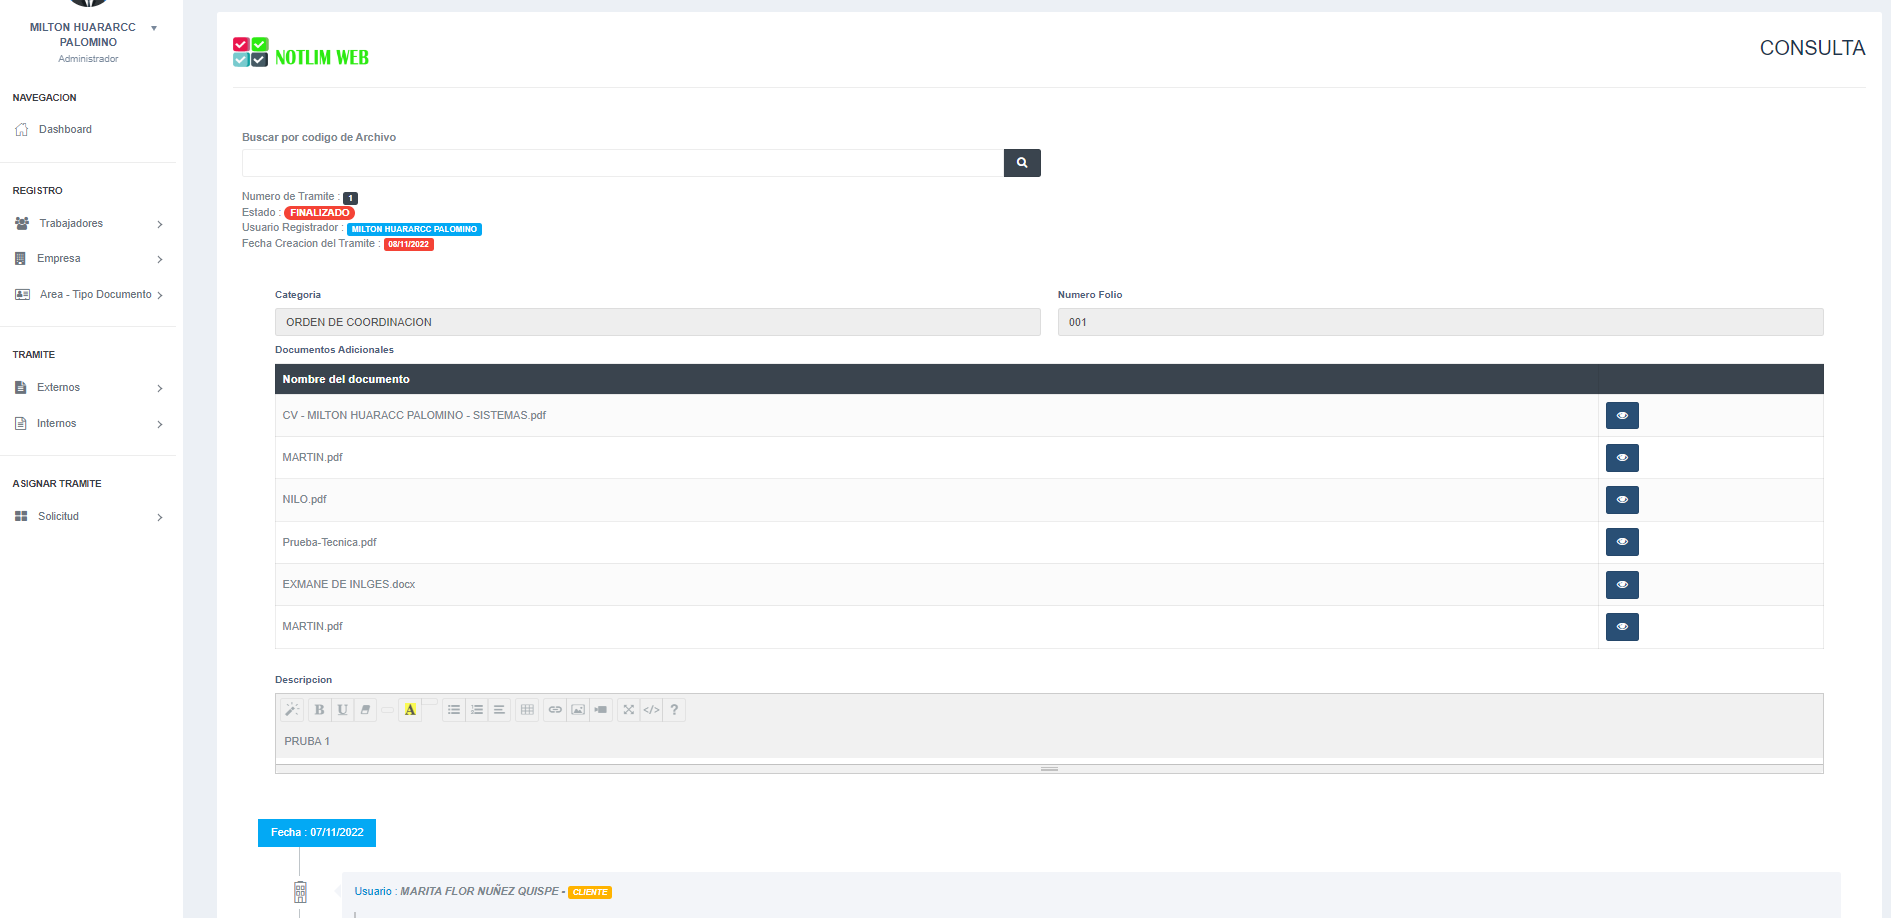 MILTON HUARARCC
PALOMINO
Administrador
NAVEGACION
Dashboard
REGISTRO
Trabajadores
Empresa
Area - Tipo Documento
TRAMITE
Externos
Internos
ASIGNAR TRAMITE
Solicitud
NOTLIM WEB
CONSULTA
Buscar por codigo de Archivo
Numero de Tramite : 1
Estado : FINALIZADO
Usuario Registrador : MILTON HUARARCC PALOMINO
Fecha Creacion del Tramite : 08/11/2022
Categoria
Numero Folio
ORDEN DE COORDINACION
001
Documentos Adicionales
Nombre del documento
CV - MILTON HUARACC PALOMINO - SISTEMAS.pdf
MARTIN.pdf
NILO.pdf
Prueba-Tecnica.pdf
EXMANE DE INLGES.docx
MARTIN.pdf
Descripcion
B U A </> ?
PRUBA 1
Fecha : 07/11/2022
Usuario : MARITA FLOR NUÑEZ QUISPE - CLIENTE